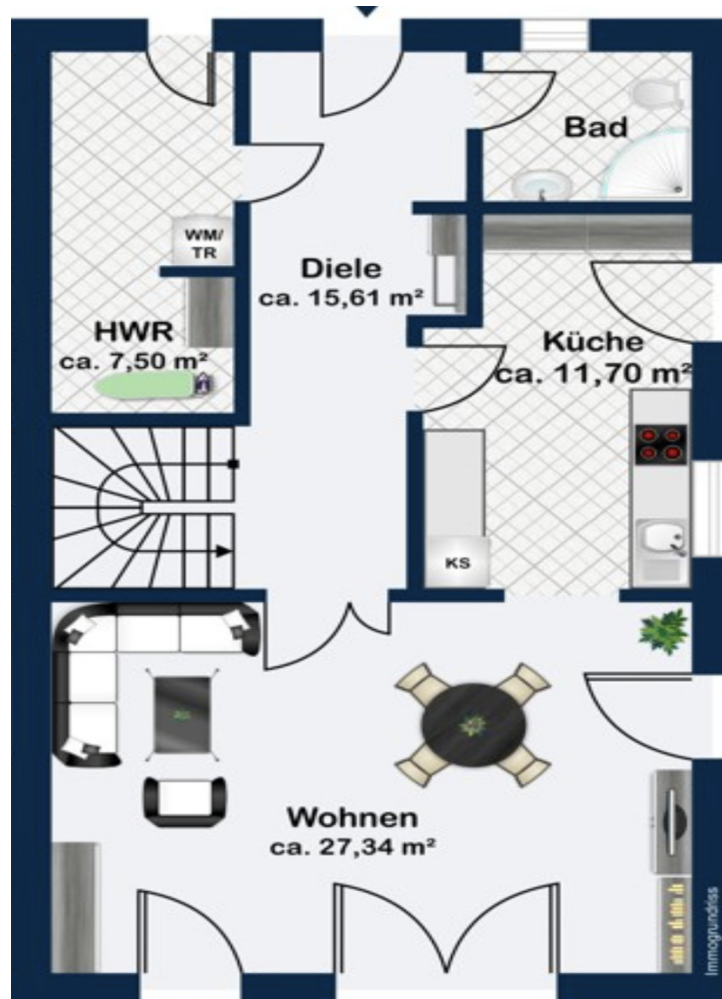 Bad
WM/
TR
Diele
ca. 15,61 m²
HWR
ca. 7,50 m²
Küche
ca. 11,70 m²
KS
Wohnen
ca. 27,34 m²
Immogrundriss